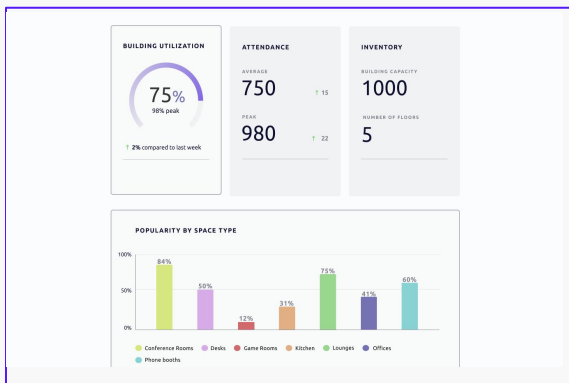 BUILDING UTILIZATION
75%
98% peak
↑ 2% compared to last week
ATTENDANCE
AVERAGE
750 ↑ 15
PEAK
980 ↑ 22
INVENTORY
BUILDING CAPACITY
1000
NUMBER OF FLOORS
5
POPULARITY BY SPACE TYPE
100%
50%
0%
84%
50%
12%
31%
75%
41%
60%
Conference Rooms Desks Game Rooms Kitchen Lounges Offices
Phone booths